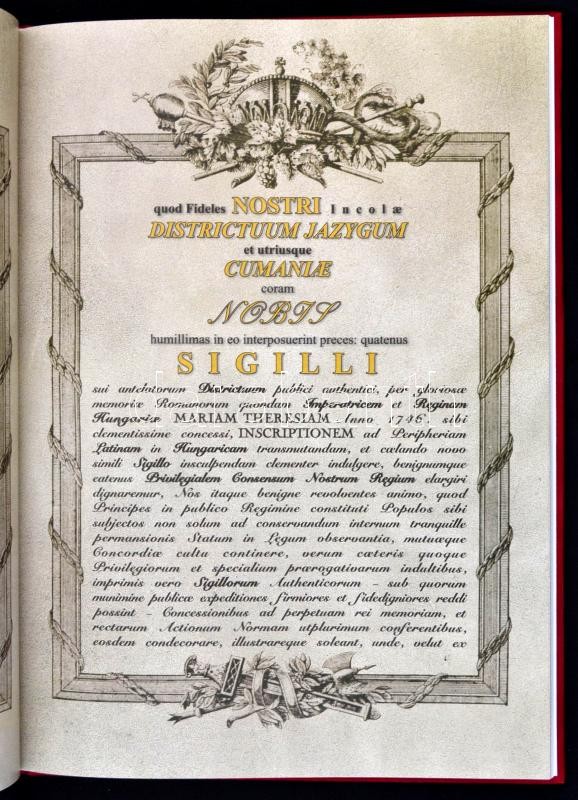 quod Fideles NOSTRI Incolæ
DISTRICTUUM JAZYGUM
et utriusque
CUMANIÆ
coram
NOBIS
humillimas in eo interposuerint preces: quatenus
SIGILLI
sui antelatorum Districtuum publici authentici, per gloriosæ
memoriæ Romanorum quondam Imperatricem et Reginam
Hungariæ MARIAM THERESIAM Anno 1746 sibi
clementissime concessi, INSCRIPTIONEM ad Peripheriam
Latinam in Hungaricam transmutandam, et cœlando novo
simili Sigillo insculpendam clementer indulgere, benignumque
eatenus Privilegialem Consensum Nostrum Regium elargiri
dignaremur, Nos itaque benigne revolventes animo, quod
Principes in publico Regimine constituti Populos sibi
subjectos non solum ad conservandum internum tranquille
permansionis Statum in Legum observantia, mutuæque
Concordiæ cultu continere, verum cæteris quoque
Privilegiorum et specialium prærogativarum indultibus,
imprimis vero Sigillorum Authenticorum – sub quorum
munimine publicæ expeditiones firmiores et fidedigniores reddi
possint – Concessionibus ad perpetuam rei memoriam, et
rectarum Actionum Normam utplurimum conferentibus,
eosdem condecorare, illustrareque soleant, unde, velut ex